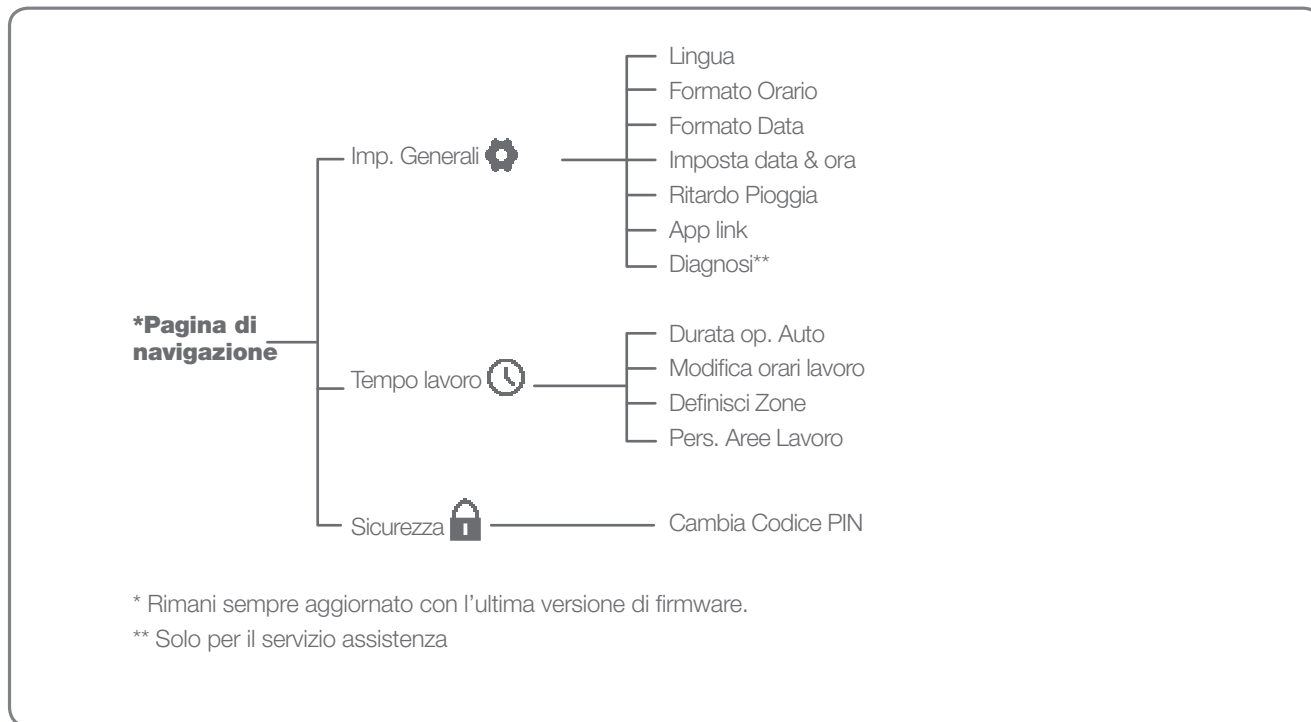 *Pagina di
navigazione
Imp. Generali
Lingua
Formato Orario
Formato Data
Imposta data & ora
Ritardo Pioggia
App link
Diagnosi**
Tempo lavoro
Durata op. Auto
Modifica orari lavoro
Definisci Zone
Pers. Aree Lavoro
Sicurezza
Cambia Codice PIN
* Rimani sempre aggiornato con l’ultima versione di firmware.
** Solo per il servizio assistenza